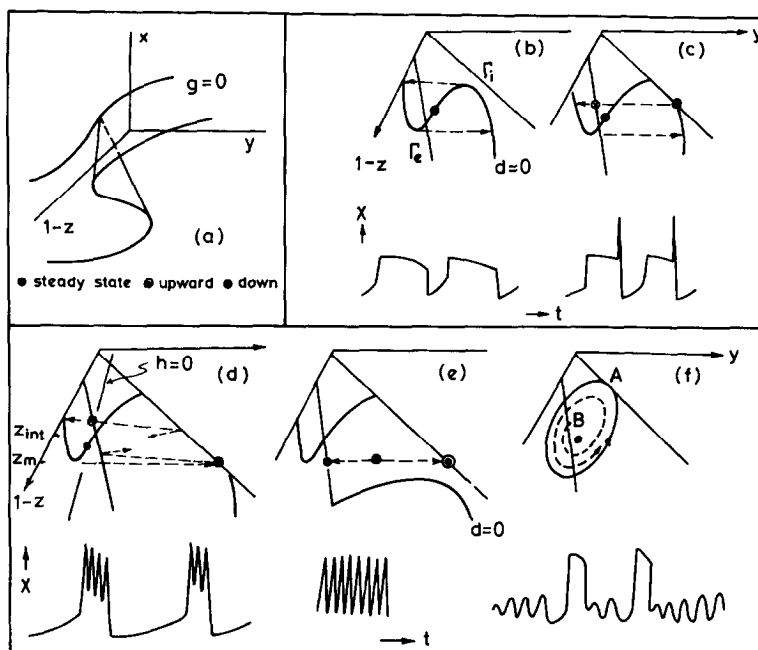 x
g=0
y
1-z
(a)
● steady state ◎ upward ● down
(b)
Γi
1-z
Γe
d=0
(c)
y
X
t
(d)
h=0
zint
zm
1-z
X
(e)
d=0
t
(f)
y
A
B